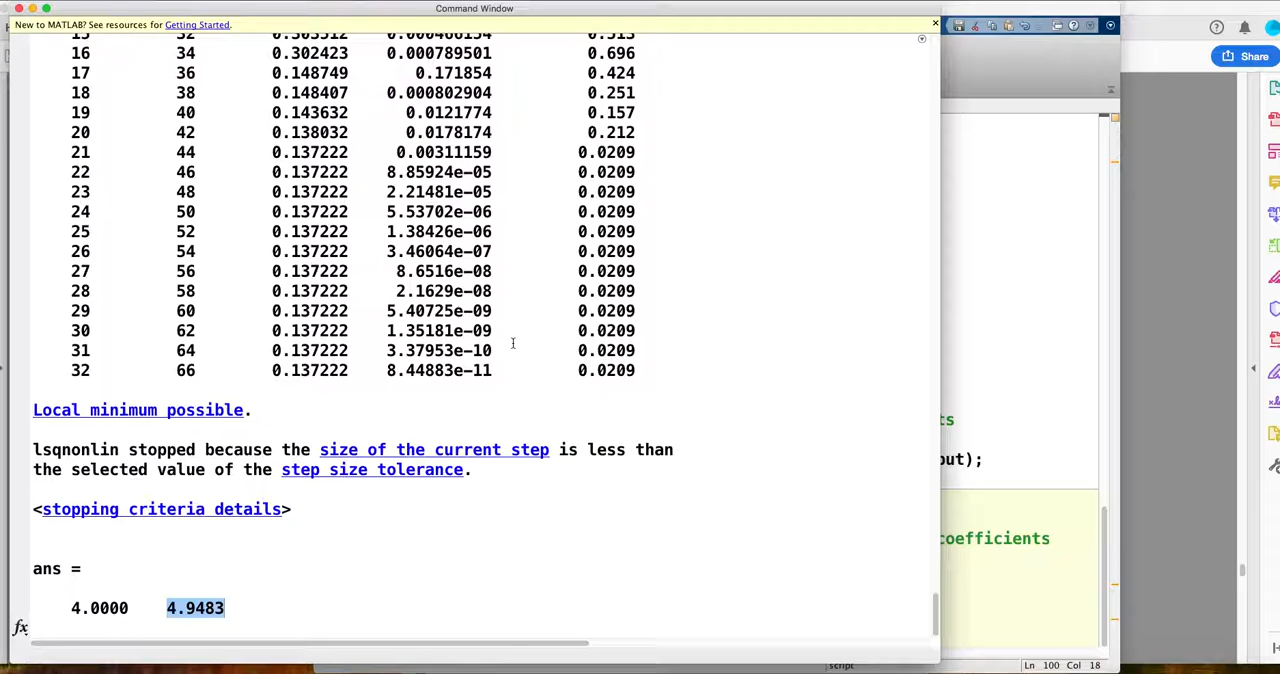 Command Window
New to MATLAB? See resources for Getting Started.
16 34 0.302423 0.000789501 0.696
17 36 0.148749 0.171854 0.424
18 38 0.148407 0.000802904 0.251
19 40 0.143632 0.0121774 0.157
20 42 0.138032 0.0178174 0.212
21 44 0.137222 0.00311159 0.0209
22 46 0.137222 8.85924e-05 0.0209
23 48 0.137222 2.21481e-05 0.0209
24 50 0.137222 5.53702e-06 0.0209
25 52 0.137222 1.38426e-06 0.0209
26 54 0.137222 3.46064e-07 0.0209
27 56 0.137222 8.6516e-08 0.0209
28 58 0.137222 2.1629e-08 0.0209
29 60 0.137222 5.40725e-09 0.0209
30 62 0.137222 1.35181e-09 0.0209
31 64 0.137222 3.37953e-10 0.0209
32 66 0.137222 8.44883e-11 0.0209
Local minimum possible.
lsqnonlin stopped because the size of the current step is less than
the selected value of the step size tolerance.
<stopping criteria details>
ans =
4.0000 4.9483
fx
Share
ts
put);
coefficients
script
Ln 100 Col 18